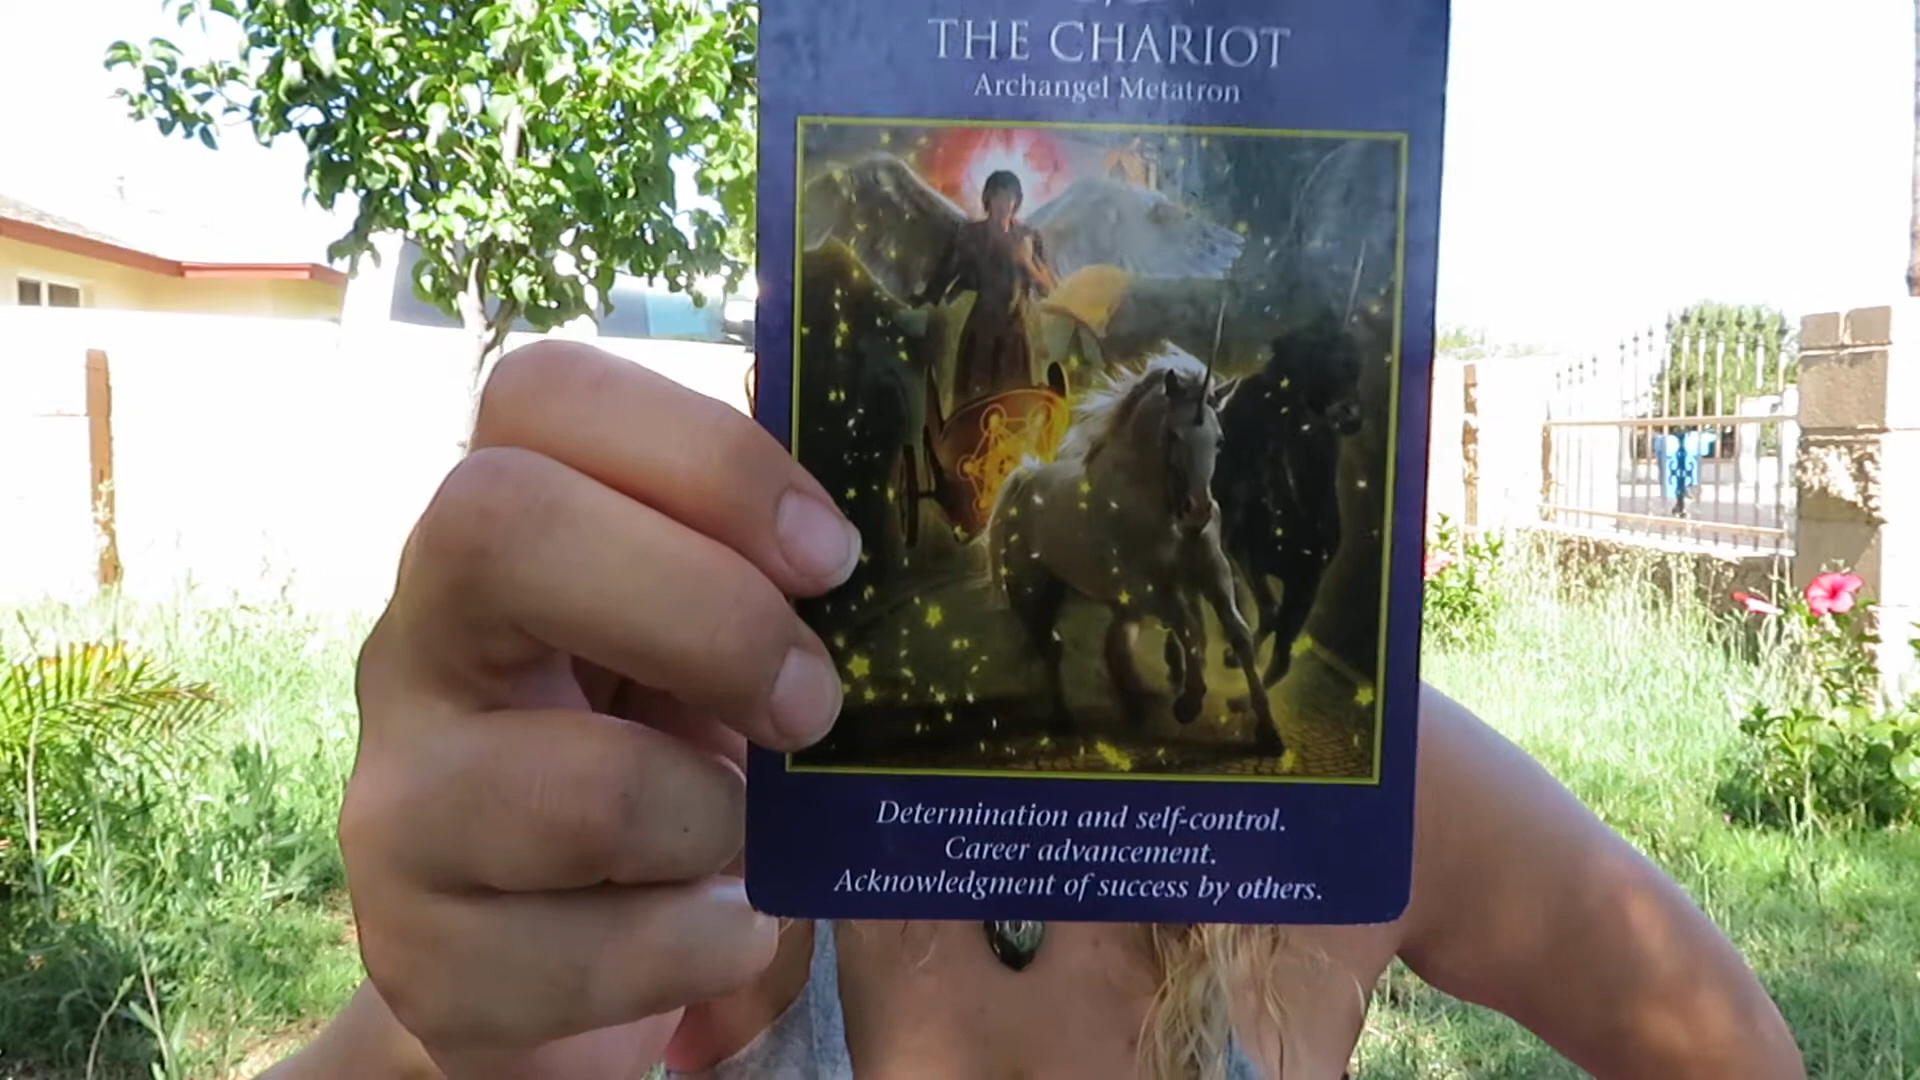 THE CHARIOT
Archangel Metatron
Determination and self-control.
Career advancement.
Acknowledgment of success by others.